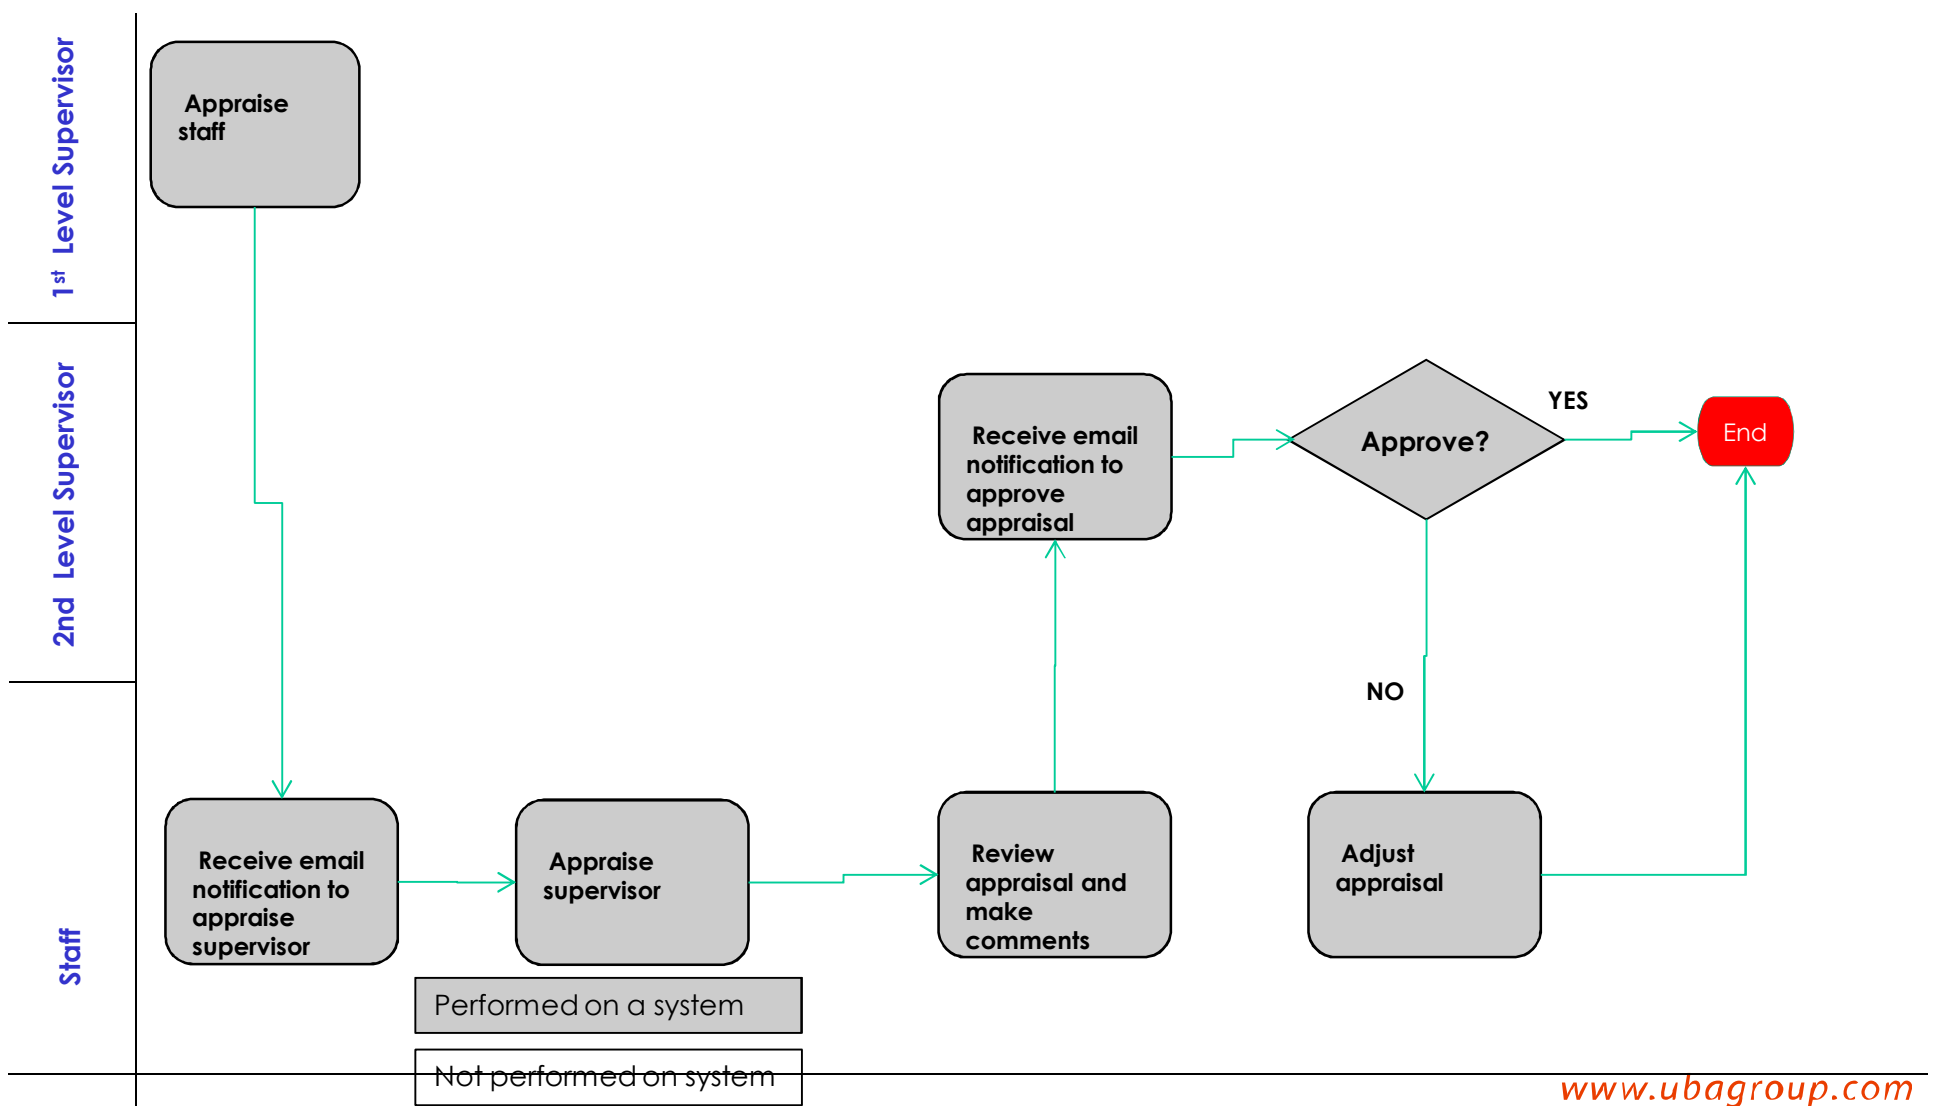 1st Level Supervisor
Appraise
staff
2nd Level Supervisor
Receive email
notification to
approve
appraisal
Approve?
YES
End
NO
Staff
Receive email
notification to
appraise
supervisor
Appraise
supervisor
Review
appraisal and
make
comments
Adjust
appraisal
Performed on a system
Not performed on system
www.ubagroup.com